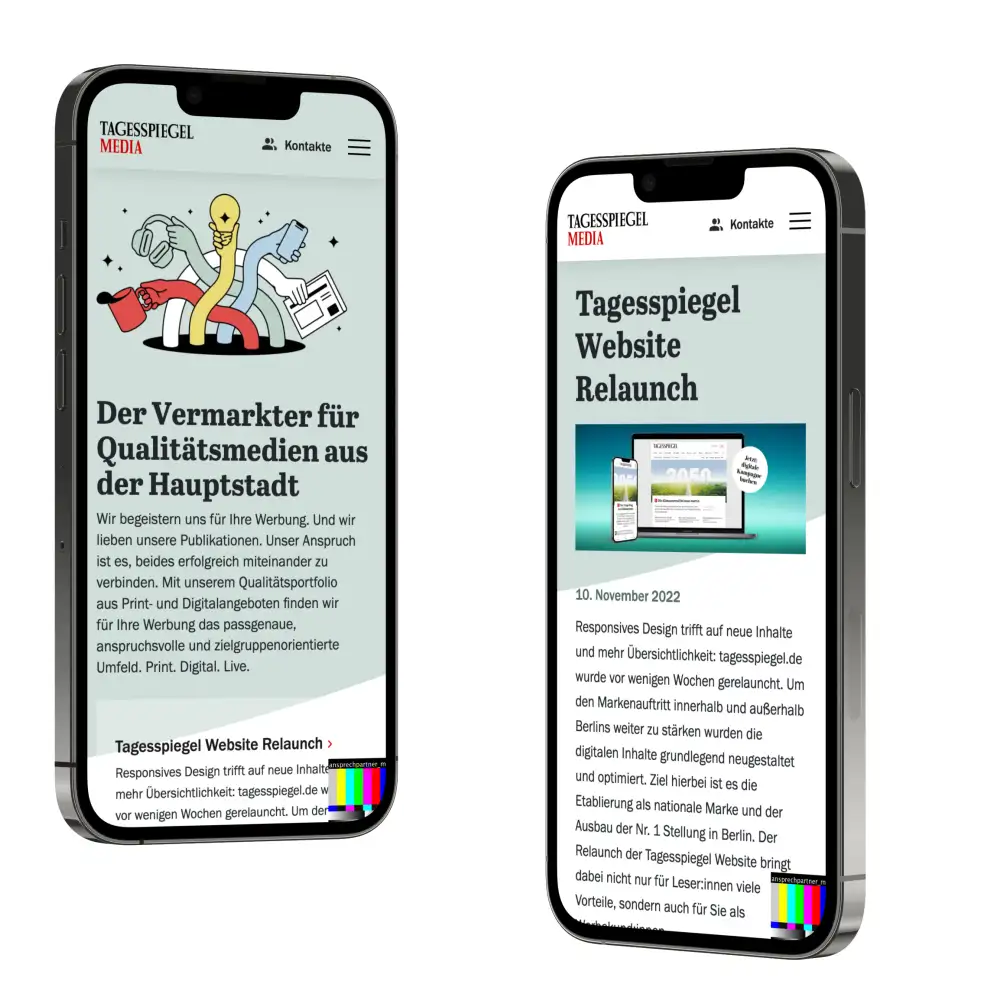 TAGESSPIEGEL
MEDIA
Kontakte
Der Vermarkter für
Qualitätsmedien aus
der Hauptstadt
Wir begeistern uns für Ihre Werbung. Und wir
lieben unsere Publikationen. Unser Anspruch
ist es, beides erfolgreich miteinander zu
verbinden. Mit unserem Qualitätsportfolio
aus Print- und Digitalangeboten finden wir
für Ihre Werbung das passgenaue,
anspruchsvolle und zielgruppenorientierte
Umfeld. Print. Digital. Live.
Tagesspiegel Website Relaunch ›
Responsives Design trifft auf neue Inhalte
mehr Übersichtlichkeit: tagesspiegel.de w
vor wenigen Wochen gerelauncht. Um der
ansprechpartner_m
TAGESSPIEGEL
MEDIA
Kontakte
Tagesspiegel
Website
Relaunch
TAGESSPIEGEL
2050
Jetzt
digitale
Kampagne
buchen
10. November 2022
Responsives Design trifft auf neue Inhalte
und mehr Übersichtlichkeit: tagesspiegel.de
wurde vor wenigen Wochen gerelauncht. Um
den Markenauftritt innerhalb und außerhalb
Berlins weiter zu stärken wurden die
digitalen Inhalte grundlegend neugestaltet
und optimiert. Ziel hierbei ist es die
Etablierung als nationale Marke und der
Ausbau der Nr. 1 Stellung in Berlin. Der
Relaunch der Tagesspiegel Website bringt
dabei nicht nur für Leser:innen viele
Vorteile, sondern auch für Sie als
Werbekund:innen
ansprechpartner_m